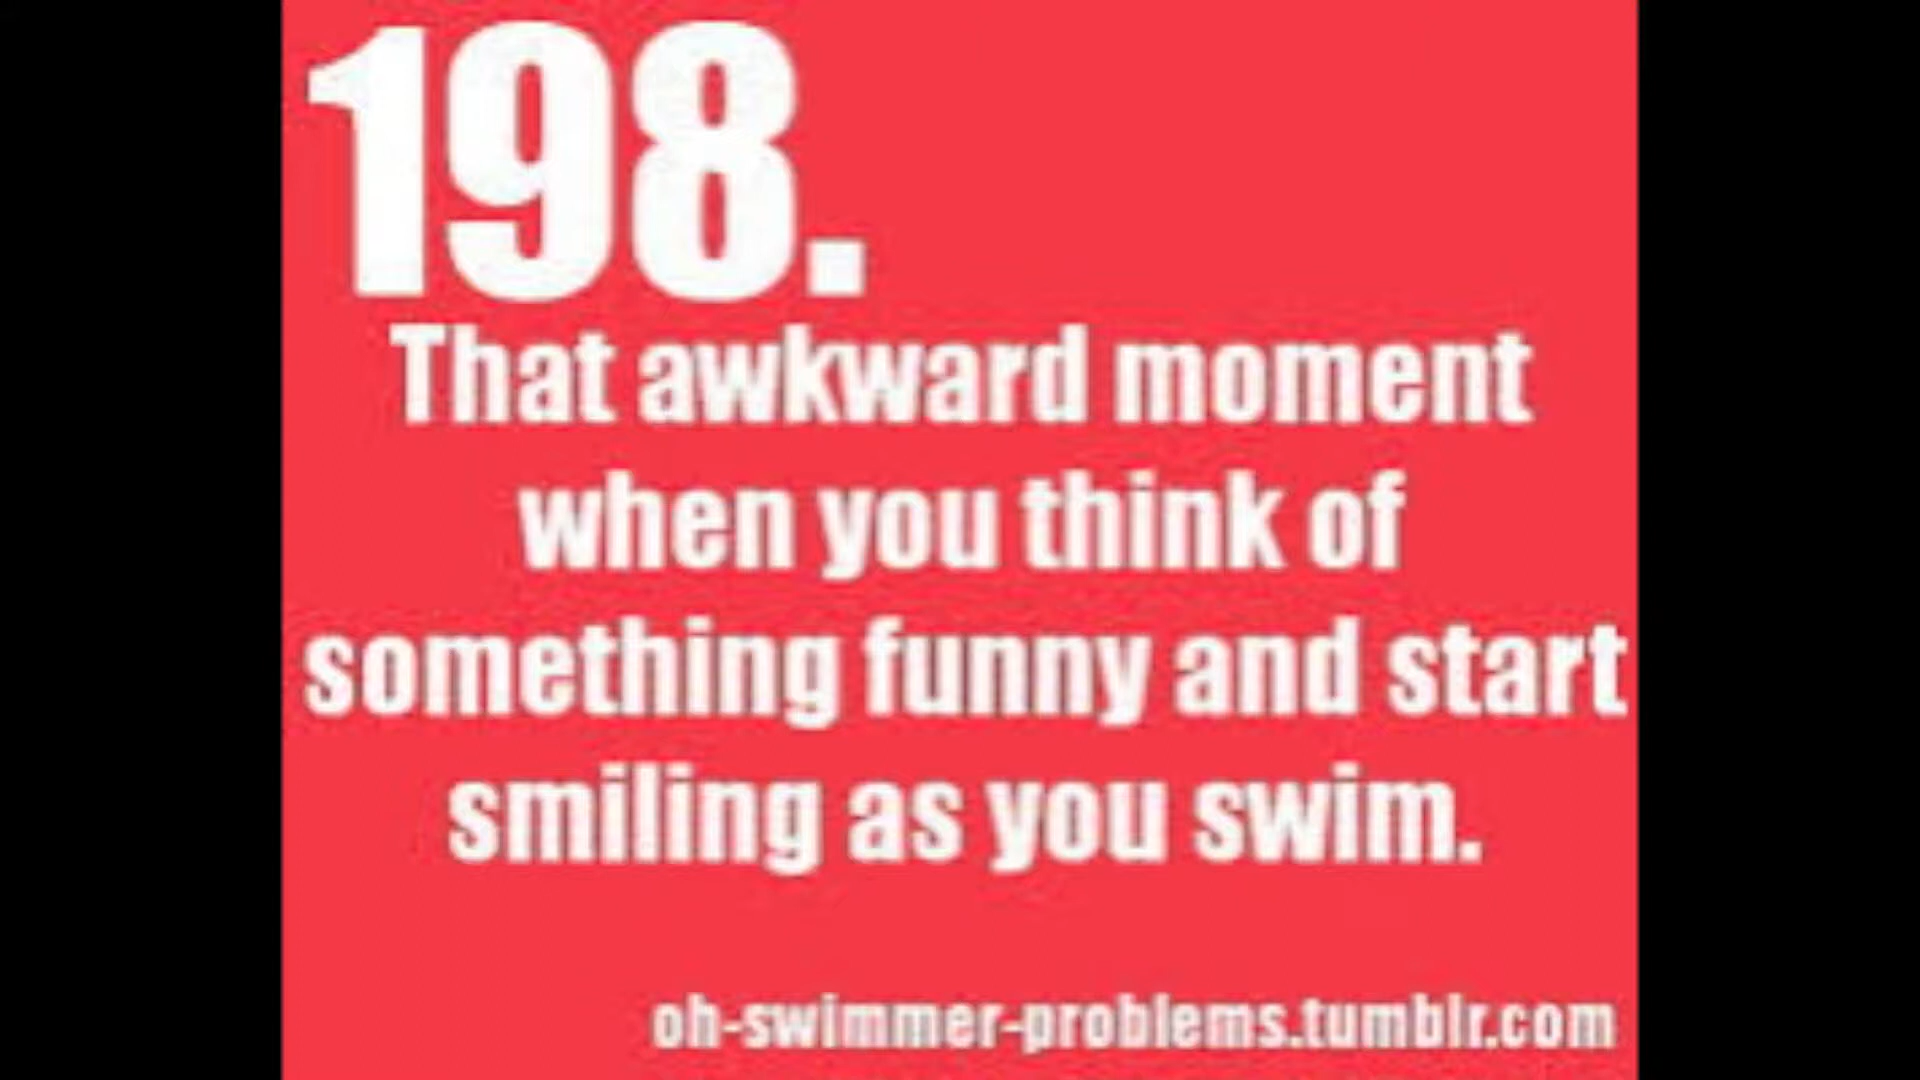 198.
That awkward moment
when you think of
something funny and start
smiling as you swim.
oh-swimmer-problems.tumblr.com